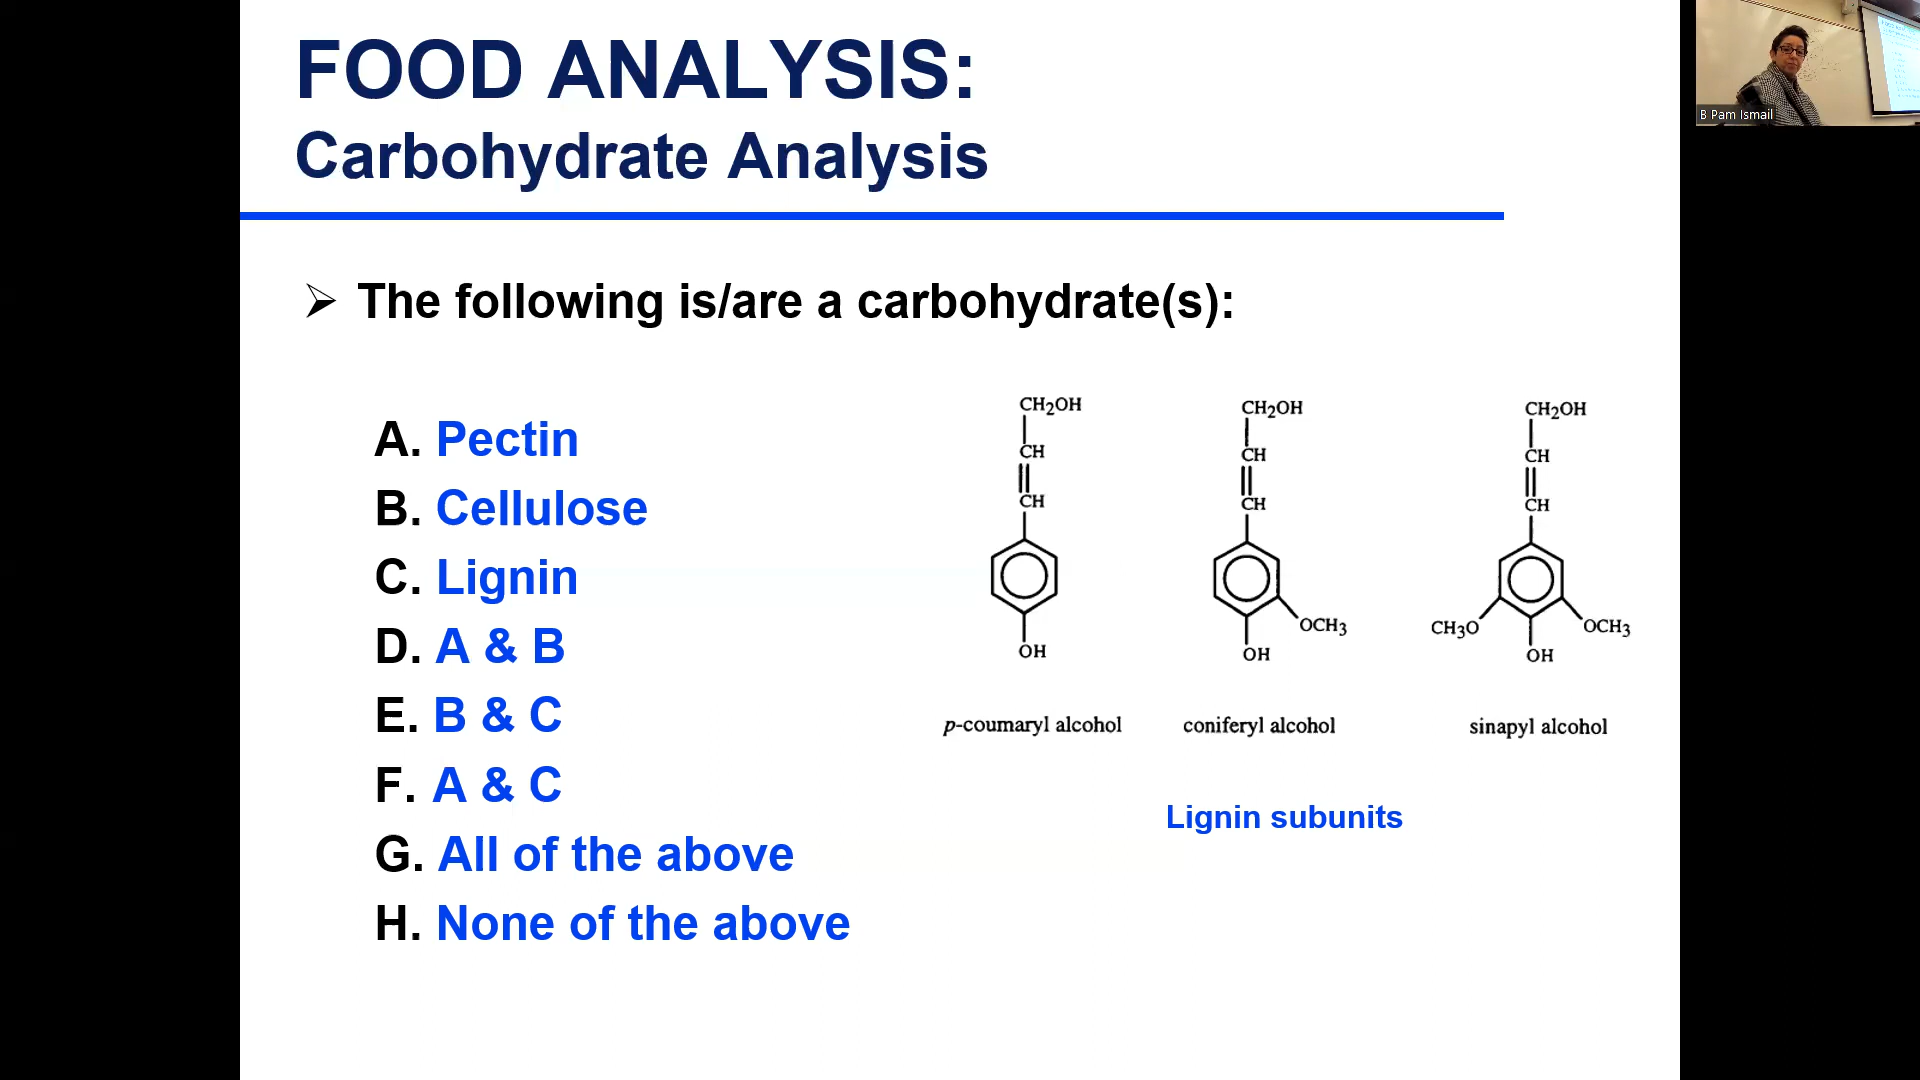 FOOD ANALYSIS:
Carbohydrate Analysis
➢ The following is/are a carbohydrate(s):
A. Pectin
B. Cellulose
C. Lignin
D. A & B
E. B & C
F. A & C
G. All of the above
H. None of the above
CH2OH
CH
CH
OH
p-coumaryl alcohol
CH2OH
CH
CH
OCH3
OH
coniferyl alcohol
CH2OH
CH
CH
CH3O
OCH3
OH
sinapyl alcohol
Lignin subunits
B Pam Ismail